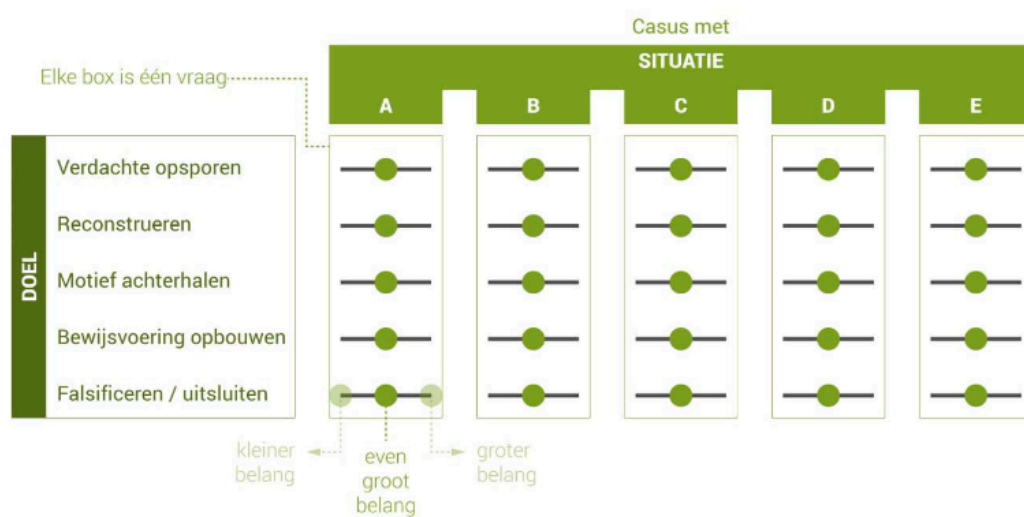 Casus met
SITUATIE
Elke box is één vraag
A B C D E
DOEL
Verdachte opsporen
Reconstrueren
Motief achterhalen
Bewijsvoering opbouwen
Falsificeren / uitsluiten
kleiner
belang
even
groot
belang
groter
belang